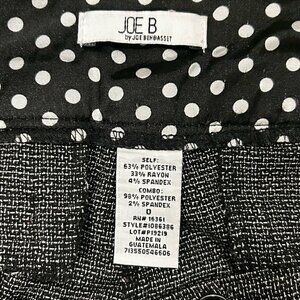 JOE B
by JOE BENBASSET
SELF:
63% POLYESTER
33% RAYON
4% SPANDEX
COMBO:
98% POLYESTER
2% SPANDEX
0
RN# 16361
STYLE#1086386
LOT#P19219
MADE IN
GUATEMALA
713550546606